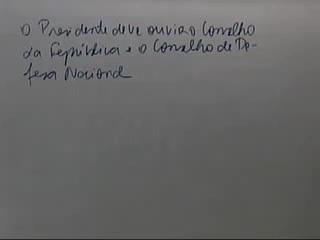 O Presidente deve ouvir o Conselho
da República e o Conselho de De-
fesa Nacional